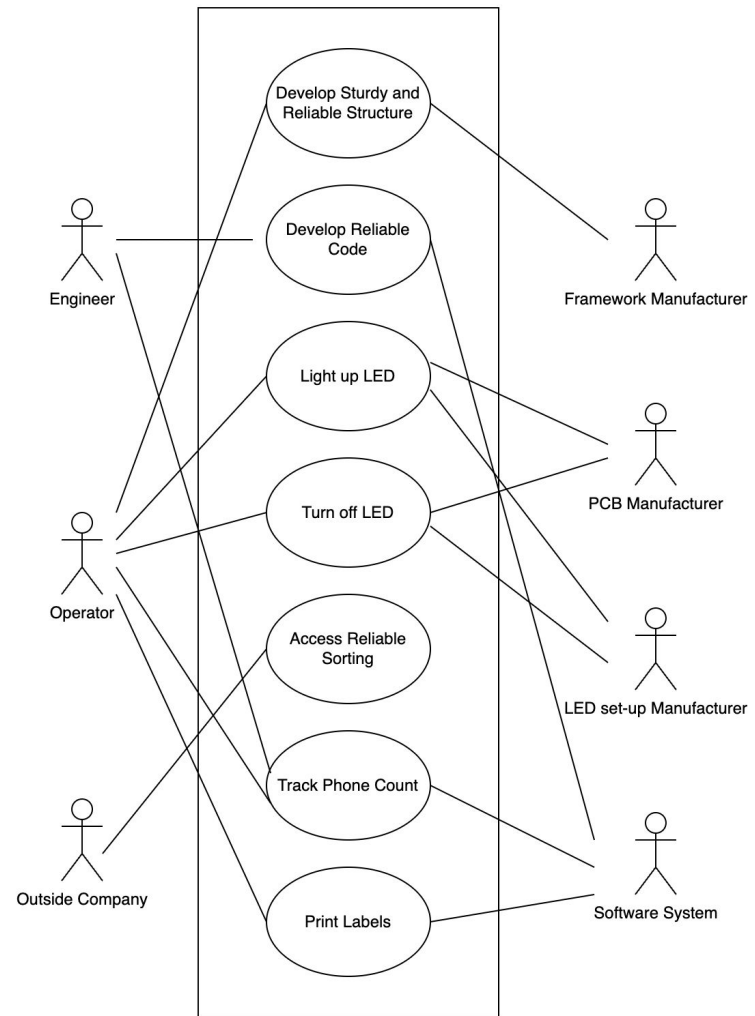 Develop Sturdy and
Reliable Structure
Develop Reliable
Code
Engineer
Framework Manufacturer
Light up LED
PCB Manufacturer
Turn off LED
Operator
Access Reliable
Sorting
LED set-up Manufacturer
Track Phone Count
Outside Company
Print Labels
Software System